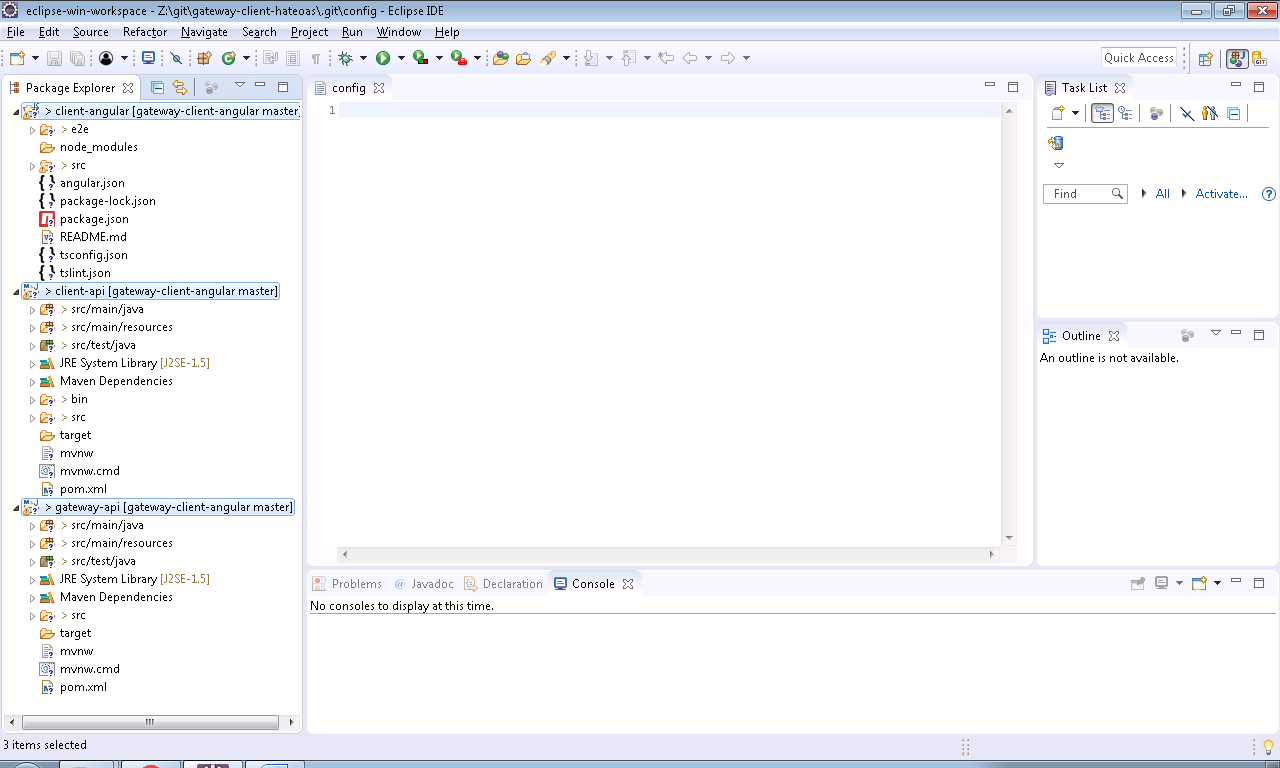 eclipse-win-workspace - Z:\git\gateway-client-hateoas\.git\config - Eclipse IDE
File Edit Source Refactor Navigate Search Project Run Window Help
Quick Access
Package Explorer
> client-angular [gateway-client-angular master]
> e2e
node_modules
> src
angular.json
package-lock.json
package.json
README.md
tsconfig.json
tslint.json
> client-api [gateway-client-angular master]
> src/main/java
> src/main/resources
> src/test/java
JRE System Library [J2SE-1.5]
Maven Dependencies
> bin
> src
target
mvnw
mvnw.cmd
pom.xml
> gateway-api [gateway-client-angular master]
> src/main/java
> src/main/resources
> src/test/java
JRE System Library [J2SE-1.5]
Maven Dependencies
> src
target
mvnw
mvnw.cmd
pom.xml
config
1
Task List
Find All Activate...
Outline
An outline is not available.
Problems @ Javadoc Declaration Console
No consoles to display at this time.
3 items selected